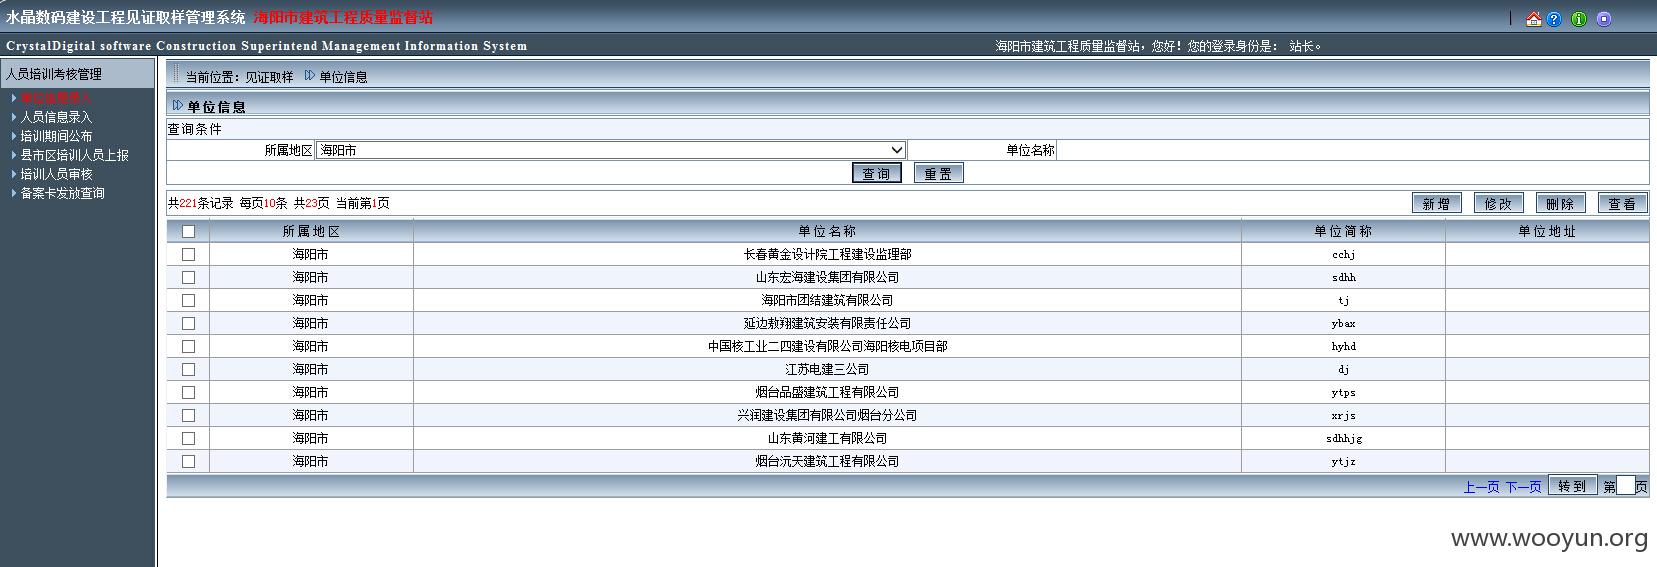 水晶数码建设工程见证取样管理系统 海阳市建筑工程质量监督站
CrystalDigital software Construction Superintend Management Information System
海阳市建筑工程质量监督站，您好！您的登录身份是： 站长。
人员培训考核管理
单位信息录入
人员信息录入
培训期间公布
县市区培训人员上报
培训人员审核
备案卡发放查询
当前位置：见证取样 单位信息
单位信息
查询条件
所属地区 海阳市 单位名称
查询 重置
共221条记录 每页10条 共23页 当前第1页
新增 修改 删除 查看
所属地区 单位名称 单位简称 单位地址
海阳市 长春黄金设计院工程建设监理部 cchj
海阳市 山东宏海建设集团有限公司 sdhh
海阳市 海阳市团结建筑有限公司 tj
海阳市 延边敖翔建筑安装有限责任公司 ybax
海阳市 中国核工业二四建设有限公司海阳核电项目部 hyhd
海阳市 江苏电建三公司 dj
海阳市 烟台品盛建筑工程有限公司 ytps
海阳市 兴润建设集团有限公司烟台分公司 xrjs
海阳市 山东黄河建工有限公司 sdhhjg
海阳市 烟台沅天建筑工程有限公司 ytjz
上一页 下一页 转到 第 页
www.wooyun.org